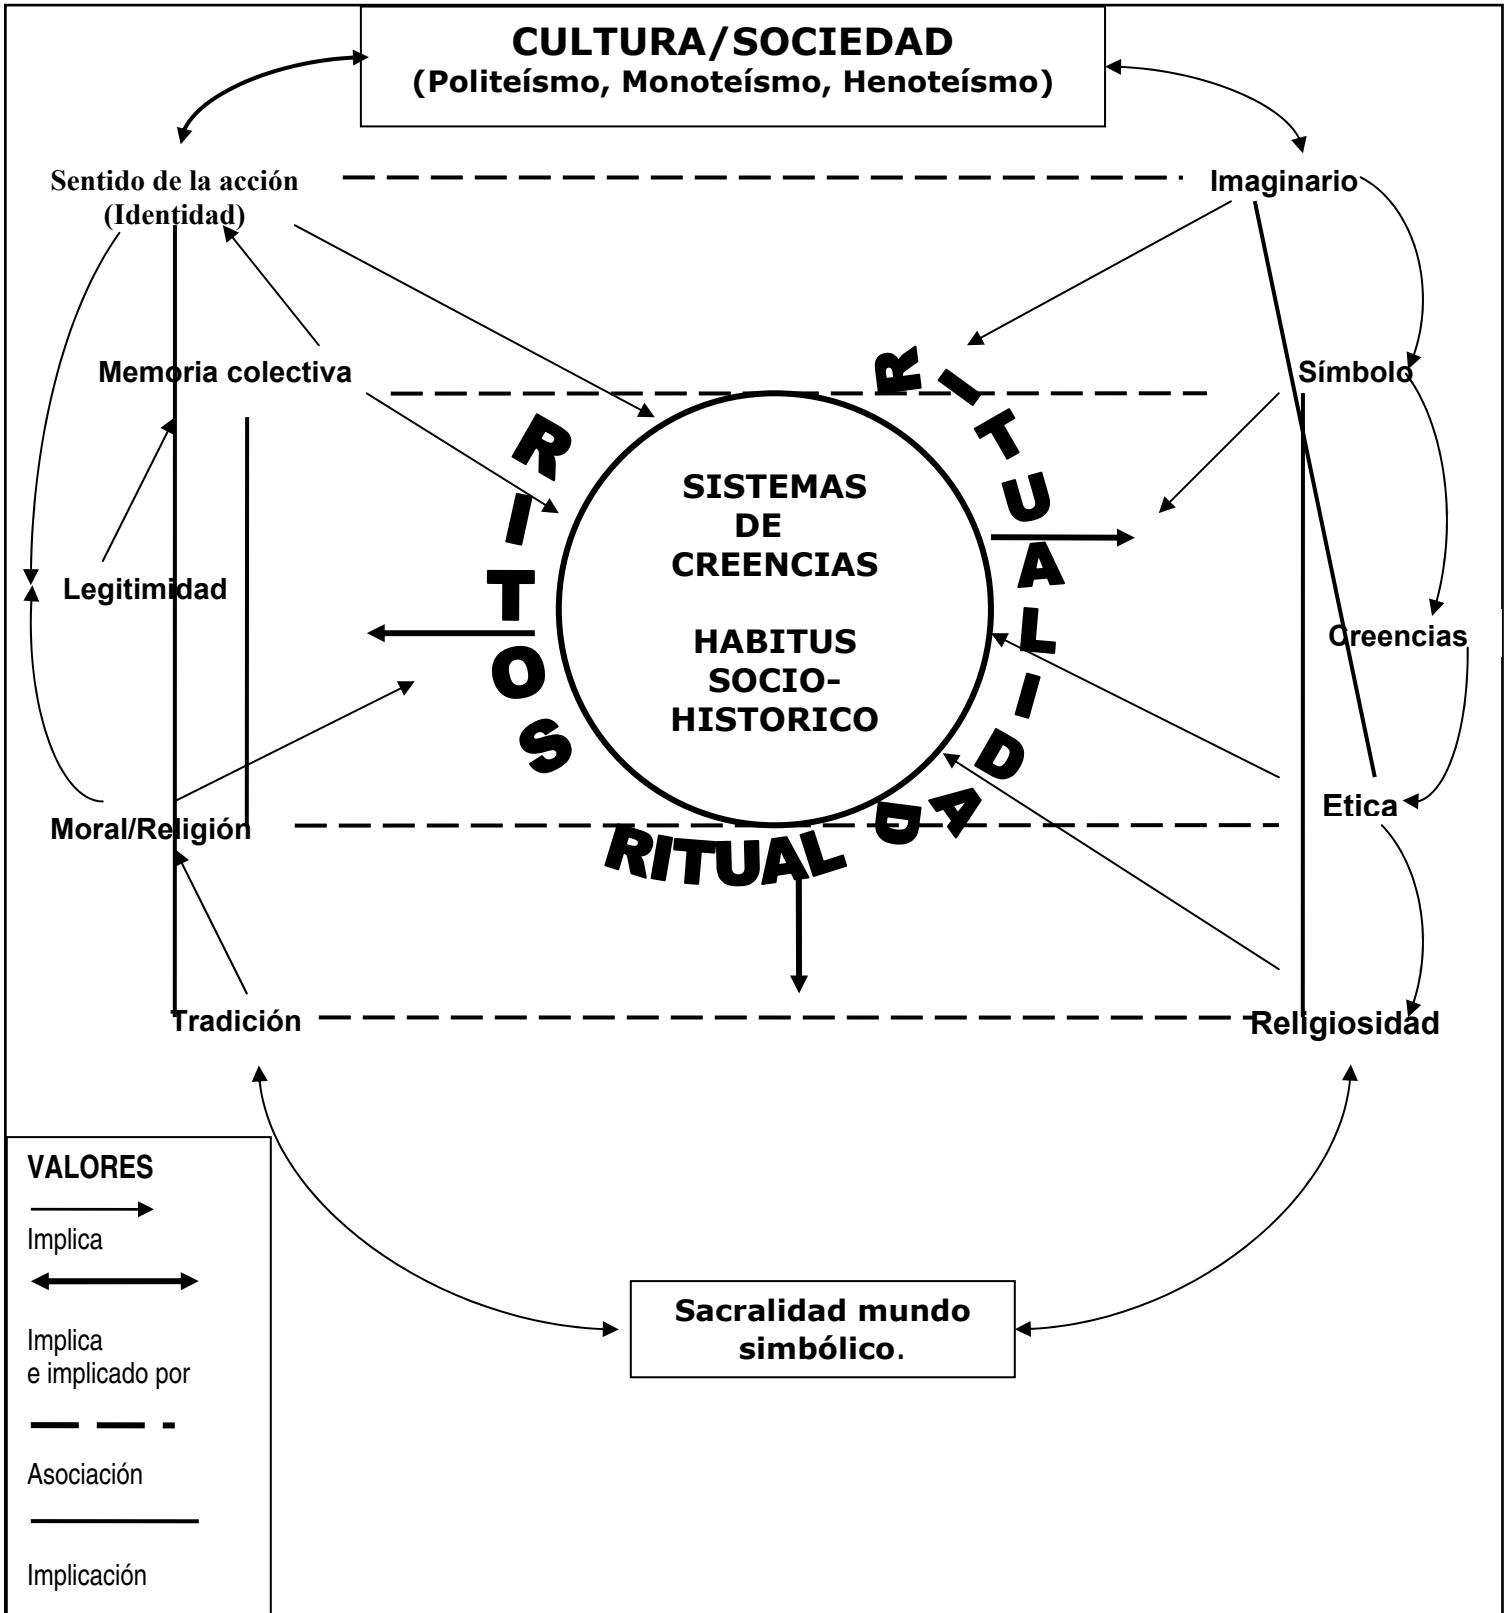 CULTURA/SOCIEDAD
(Politeísmo, Monoteísmo, Henoteísmo)
Sentido de la acción
(Identidad)
Imaginario
Memoria colectiva
Símbolo
RITOS
RITUALIDAD
SISTEMAS
DE
CREENCIAS
HABITUS
SOCIO-
HISTORICO
Legitimidad
Creencias
Moral/Religión
Etica
RITUAL
Tradición
Religiosidad
VALORES
Implica
Implica
e implicado por
Asociación
Implicación
Sacralidad mundo
simbólico.